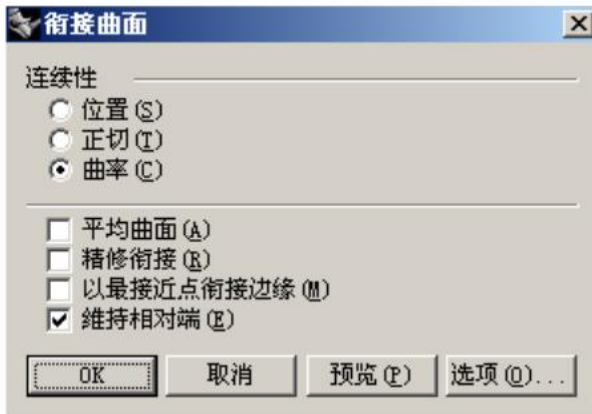 衔接曲面
连续性
位置(S)
正切(T)
曲率(C)
平均曲面(A)
精修衔接(R)
以最接近点衔接边缘(M)
维持相对端(E)
OK 取消 预览(P) 选项(O)...